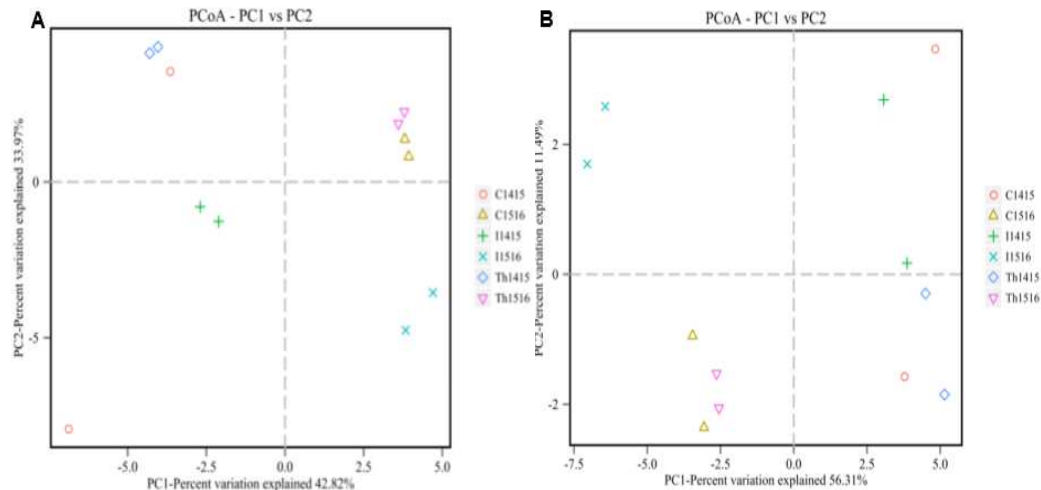 A
PCoA - PC1 vs PC2
PC2-Percent variation explained 33.97%
0
-5
-5.0
-2.5
0.0
2.5
5.0
PC1-Percent variation explained 42.82%
C1415
C1516
I1415
I1516
Th1415
Th1516
B
PCoA - PC1 vs PC2
PC2-Percent variation explained 11.49%
2
0
-2
-7.5
-5.0
-2.5
0.0
2.5
5.0
PC1-Percent variation explained 56.31%
C1415
C1516
I1415
I1516
Th1415
Th1516